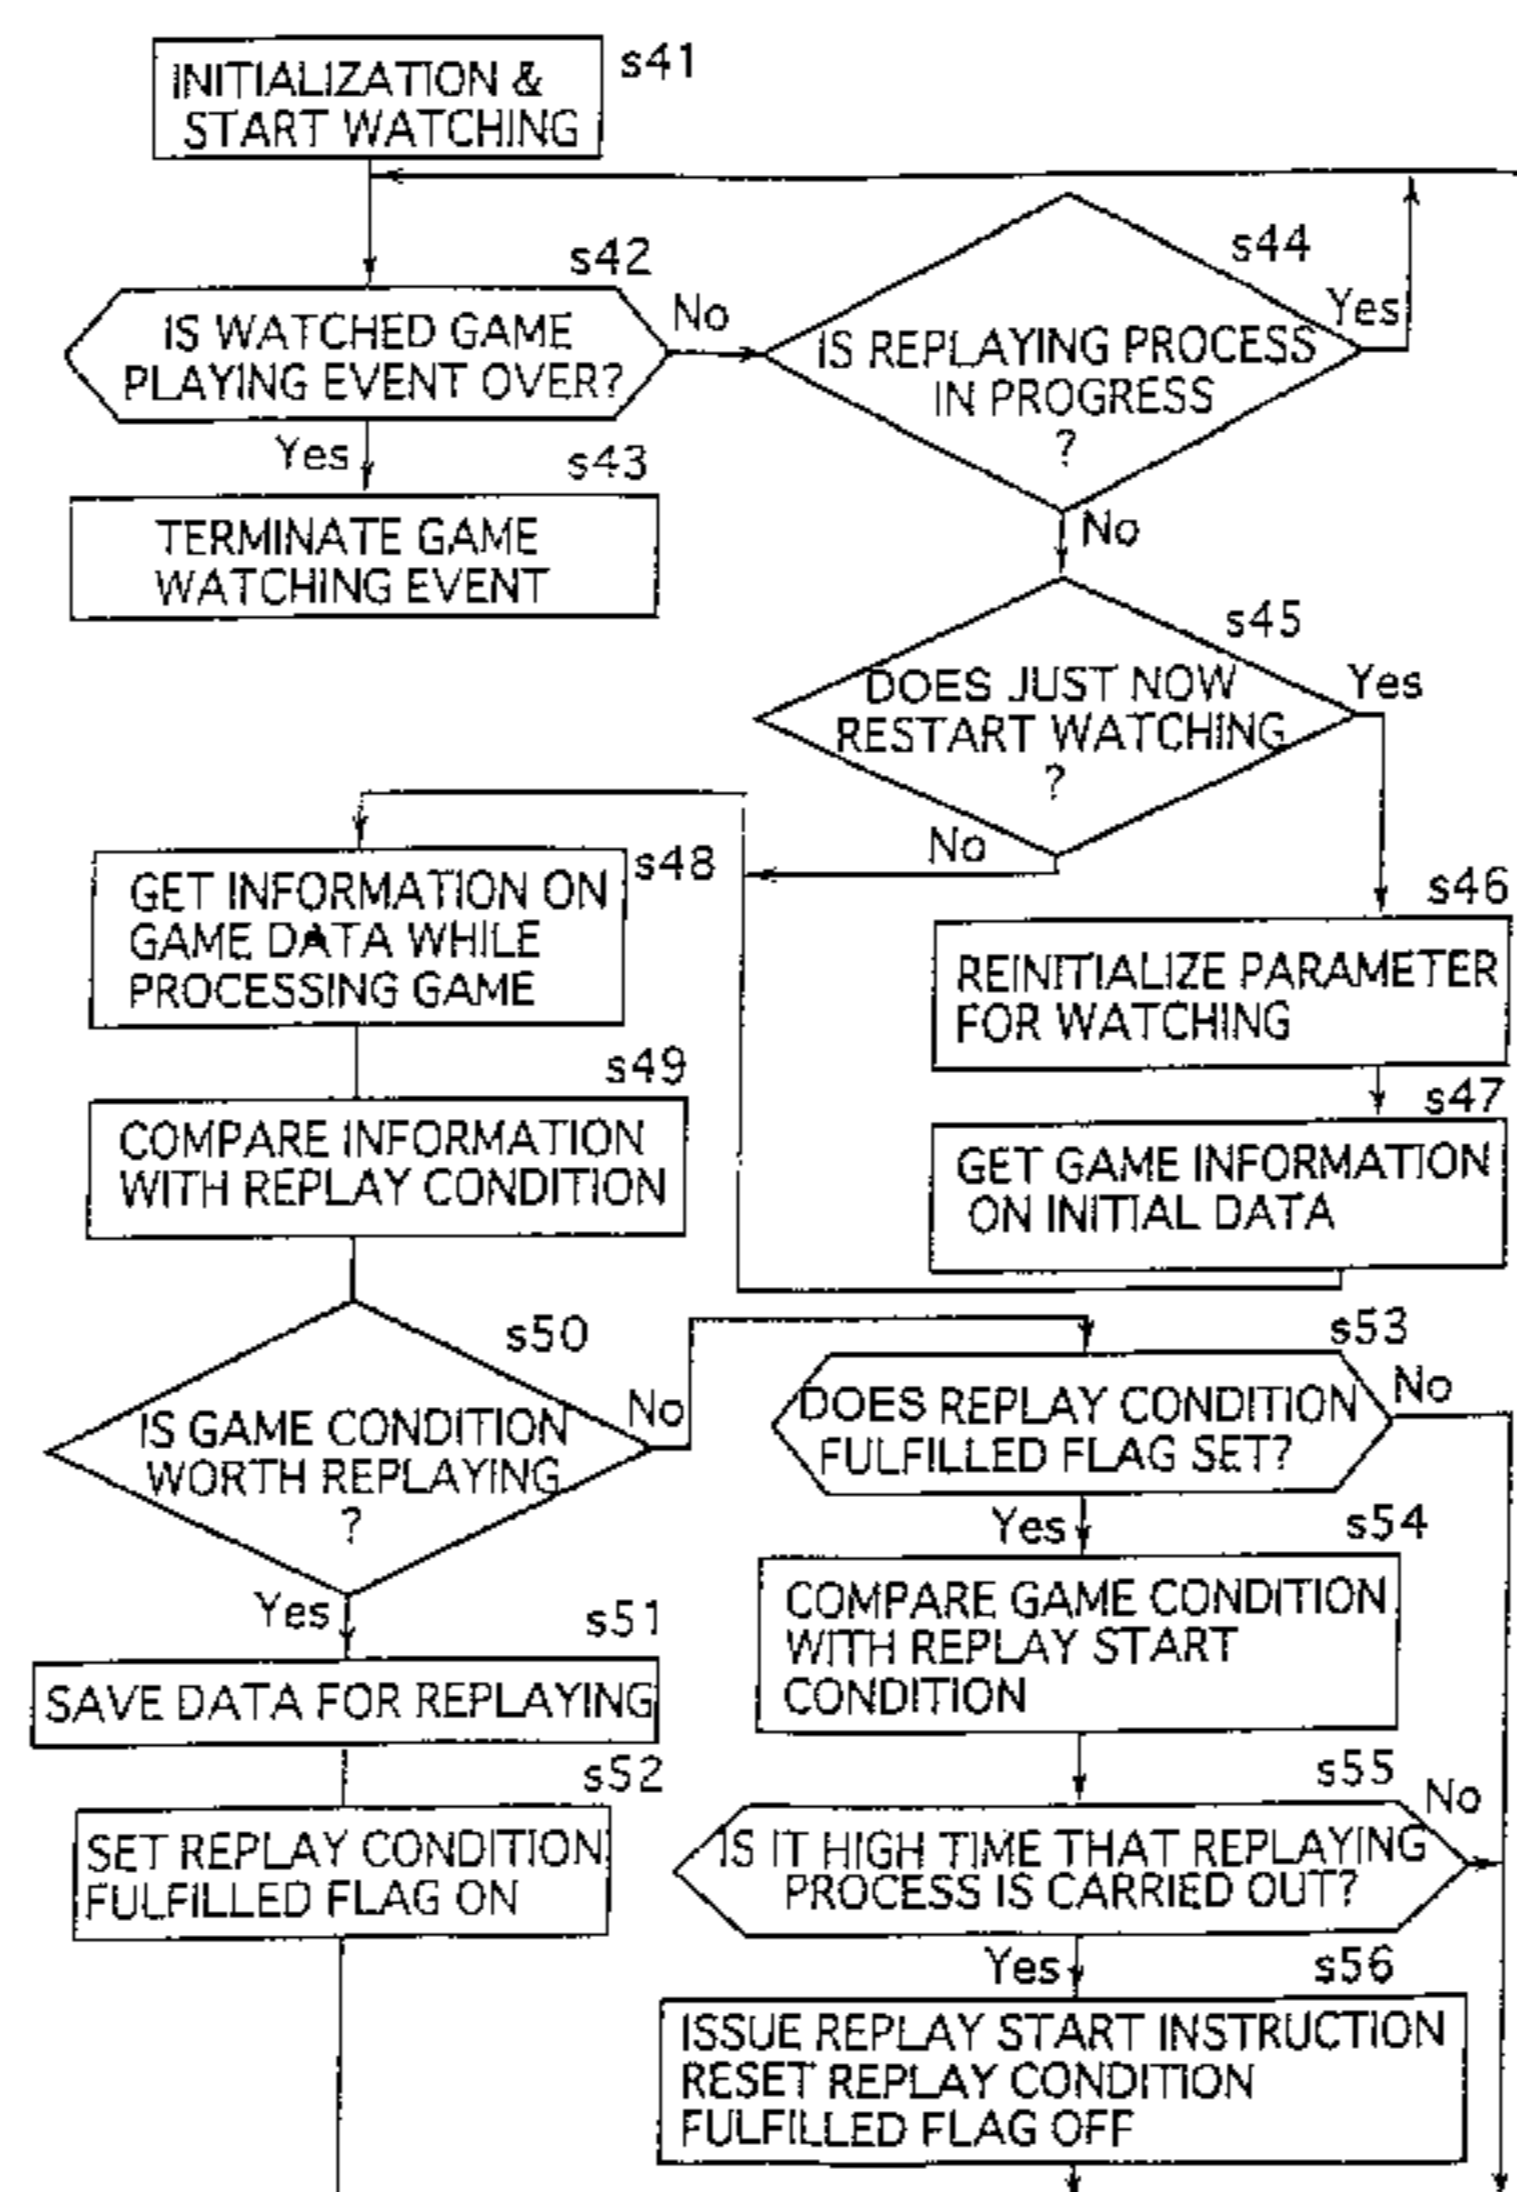 s41
INITIALIZATION &
START WATCHING
s42
IS WATCHED GAME
PLAYING EVENT OVER?
No
Yes
s43
TERMINATE GAME
WATCHING EVENT
s44
IS REPLAYING PROCESS
IN PROGRESS
?
Yes
No
s45
DOES JUST NOW
RESTART WATCHING
?
Yes
No
s46
REINITIALIZE PARAMETER
FOR WATCHING
s47
GET GAME INFORMATION
ON INITIAL DATA
s48
GET INFORMATION ON
GAME DATA WHILE
PROCESSING GAME
s49
COMPARE INFORMATION
WITH REPLAY CONDITION
s50
IS GAME CONDITION
WORTH REPLAYING
?
No
Yes
s51
SAVE DATA FOR REPLAYING
s52
SET REPLAY CONDITION
FULFILLED FLAG ON
s53
DOES REPLAY CONDITION
FULFILLED FLAG SET?
No
Yes
s54
COMPARE GAME CONDITION
WITH REPLAY START
CONDITION
s55
IS IT HIGH TIME THAT REPLAYING
PROCESS IS CARRIED OUT?
No
Yes
s56
ISSUE REPLAY START INSTRUCTION
RESET REPLAY CONDITION
FULFILLED FLAG OFF